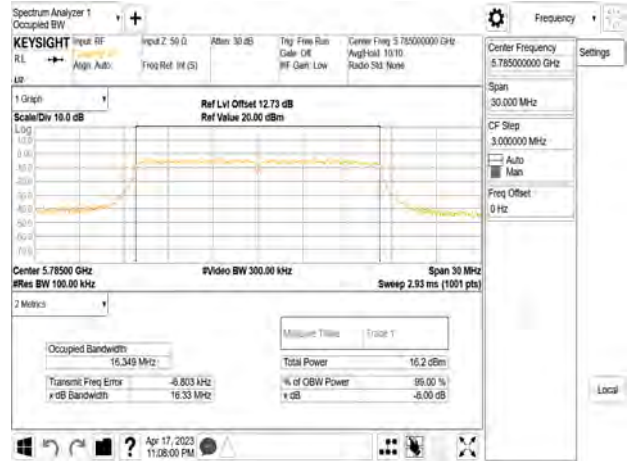 Spectrum Analyzer 1
Occupied BW
+
Frequency
KEYSIGHT
Input: RF
Input Z: 50 Ω
Atten: 30 dB
Trig: Free Run
Center Freq: 5.785000000 GHz
RL
Align: Auto
Freq Ref: Int (S)
Gate: Off
Avg|Hold: 10/10
#IF Gain: Low
Radio Std: None
Center Frequency
5.785000000 GHz
Settings
Span
30.000 MHz
CF Step
3.000000 MHz
Auto
Man
Freq Offset
0 Hz
1 Graph
Ref Lvl Offset 12.73 dB
Scale/Div 10.0 dB
Ref Value 20.00 dBm
Log
Center 5.78500 GHz
#Video BW 300.00 kHz
Span 30 MHz
#Res BW 100.00 kHz
Sweep 2.93 ms (1001 pts)
2 Metrics
Measure Trace
Trace 1
Occupied Bandwidth
16.349 MHz
Total Power
16.2 dBm
Transmit Freq Error
-6.803 kHz
% of OBW Power
99.00 %
x dB Bandwidth
16.33 MHz
x dB
-6.00 dB
Local
?
Apr 17, 2023
11:08:00 PM